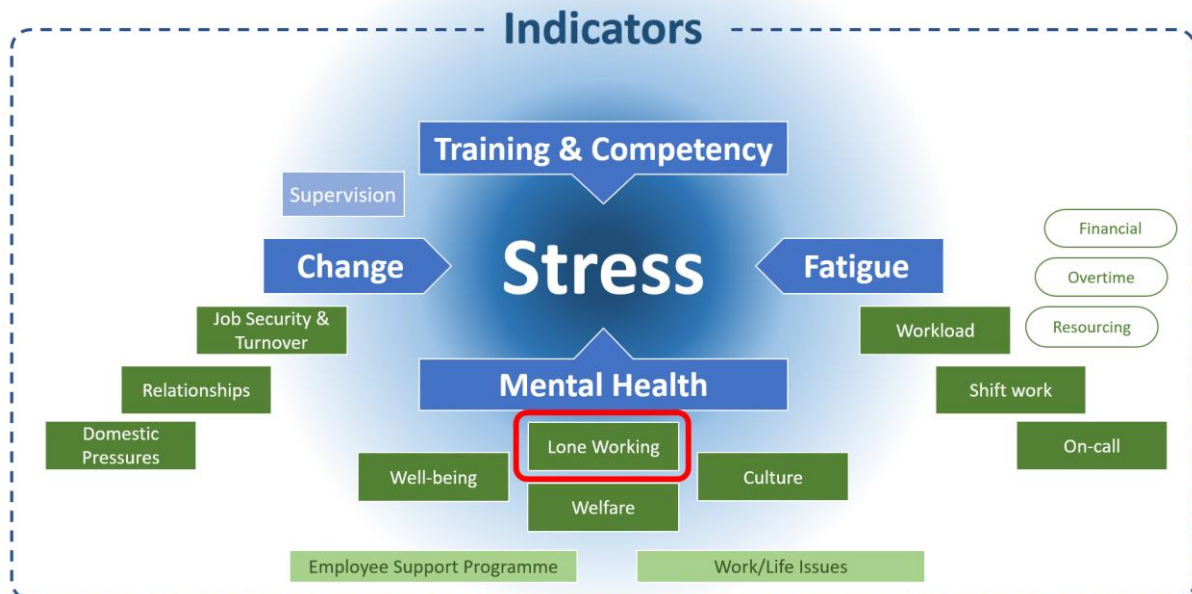 Indicators
Training & Competency
Supervision
Change
Stress
Fatigue
Financial
Overtime
Resourcing
Job Security &
Turnover
Workload
Relationships
Mental Health
Shift work
Domestic
Pressures
Lone Working
On-call
Well-being
Culture
Welfare
Employee Support Programme
Work/Life Issues